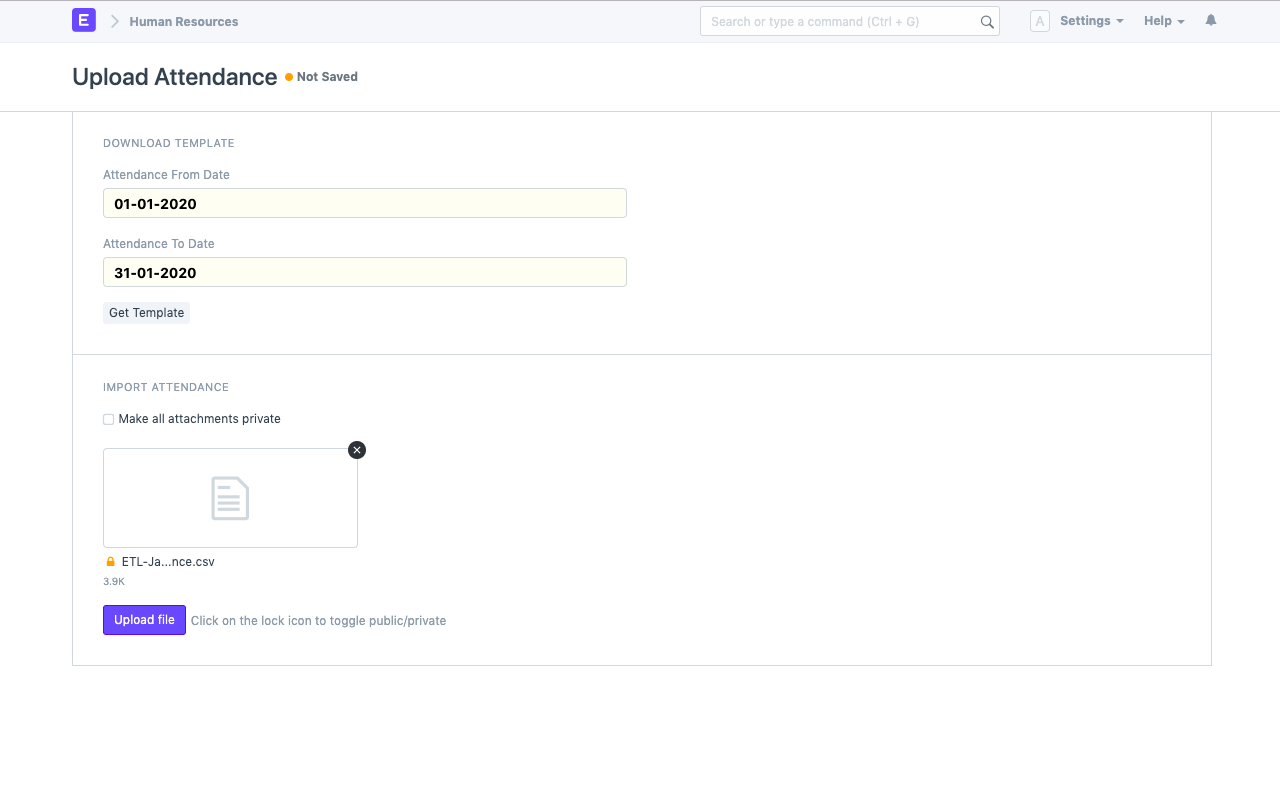 E Human Resources Search or type a command (Ctrl + G) A Settings Help
Upload Attendance Not Saved
DOWNLOAD TEMPLATE
Attendance From Date
01-01-2020
Attendance To Date
31-01-2020
Get Template
IMPORT ATTENDANCE
Make all attachments private
ETL-Ja...nce.csv
3.9K
Upload file Click on the lock icon to toggle public/private